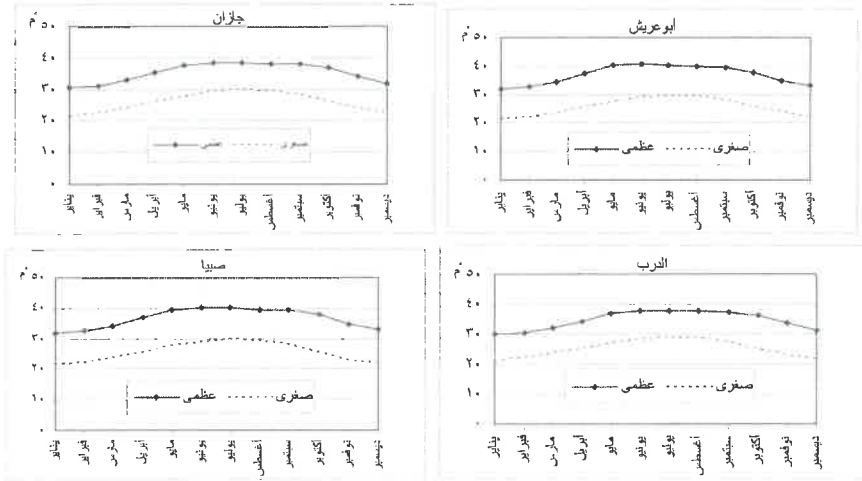 جازان
٥٠ م°
٤٠
٣٠
٢٠
١٠
٠
عظمى صغرى
يناير فبراير مارس أبريل مايو يونيو يوليو أغسطس سبتمبر أكتوبر نوفمبر ديسمبر
ابوعريش
٥٠ م°
٤٠
٣٠
٢٠
١٠
٠
عظمى صغرى
يناير فبراير مارس أبريل مايو يونيو يوليو أغسطس سبتمبر أكتوبر نوفمبر ديسمبر
صبيا
٥٠ م°
٤٠
٣٠
٢٠
١٠
٠
عظمى صغرى
يناير فبراير مارس أبريل مايو يونيو يوليو أغسطس سبتمبر أكتوبر نوفمبر ديسمبر
الدرب
٥٠ م°
٤٠
٣٠
٢٠
١٠
٠
عظمى صغرى
يناير فبراير مارس أبريل مايو يونيو يوليو أغسطس سبتمبر أكتوبر نوفمبر ديسمبر